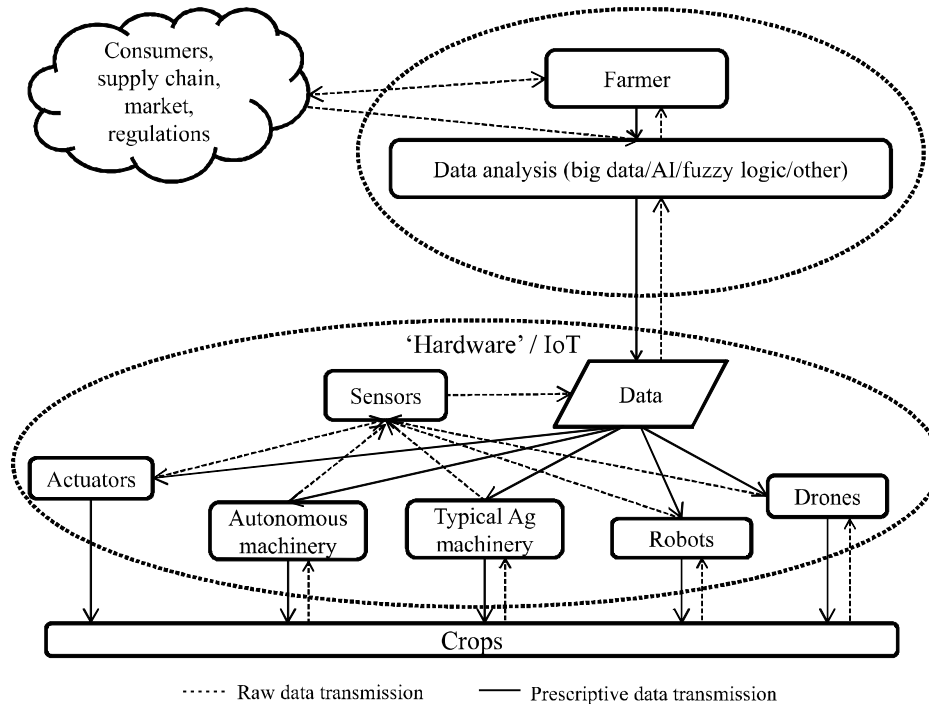 Consumers,
supply chain,
market,
regulations
Farmer
Data analysis (big data/AI/fuzzy logic/other)
‘Hardware’ / IoT
Sensors
Data
Actuators
Autonomous
machinery
Typical Ag
machinery
Robots
Drones
Crops
Raw data transmission
Prescriptive data transmission